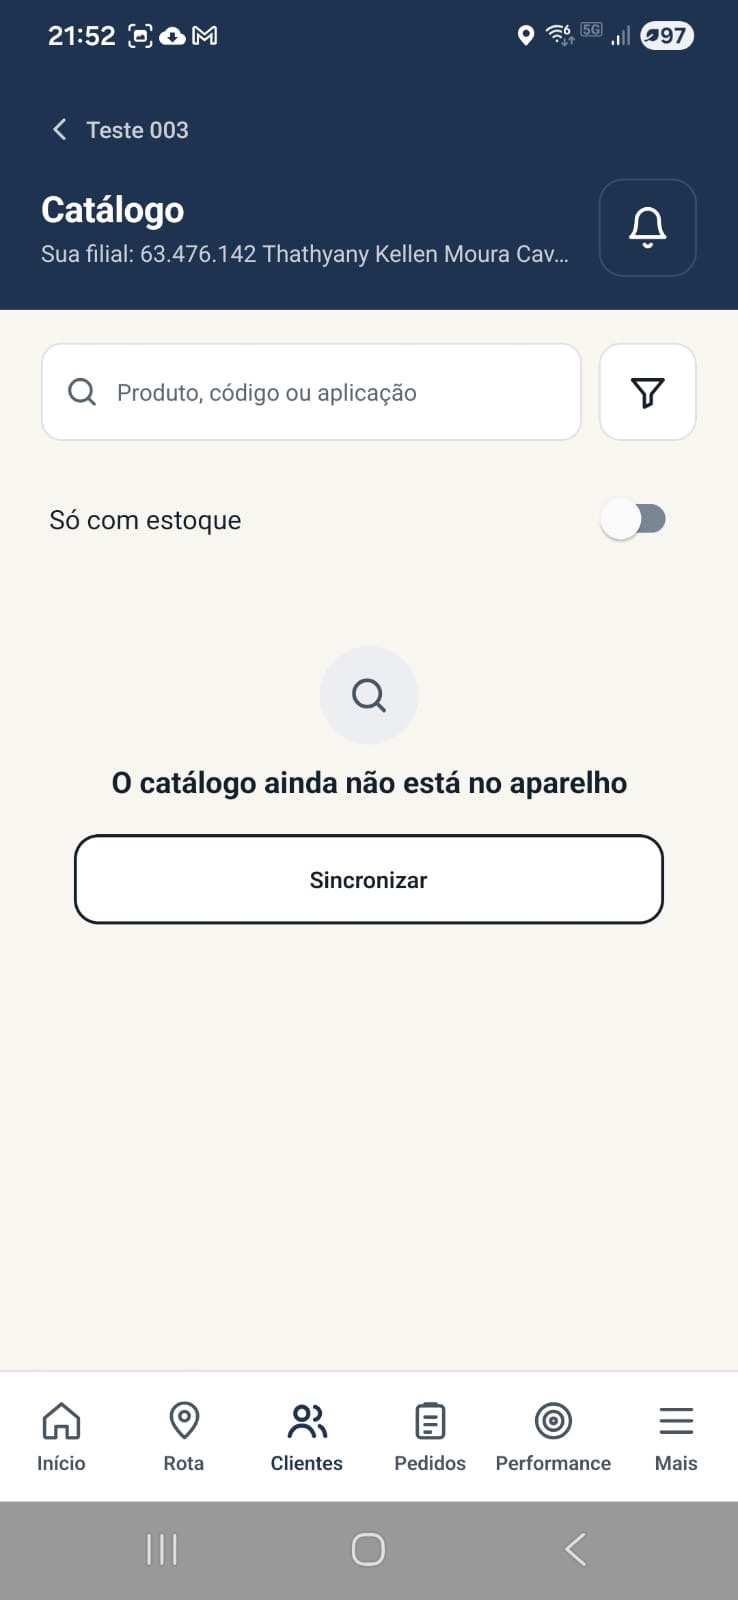 21:52
5G
97
Teste 003
Catálogo
Sua filial: 63.476.142 Thathyany Kellen Moura Cav...
Produto, código ou aplicação
Só com estoque
O catálogo ainda não está no aparelho
Sincronizar
Início
Rota
Clientes
Pedidos
Performance
Mais